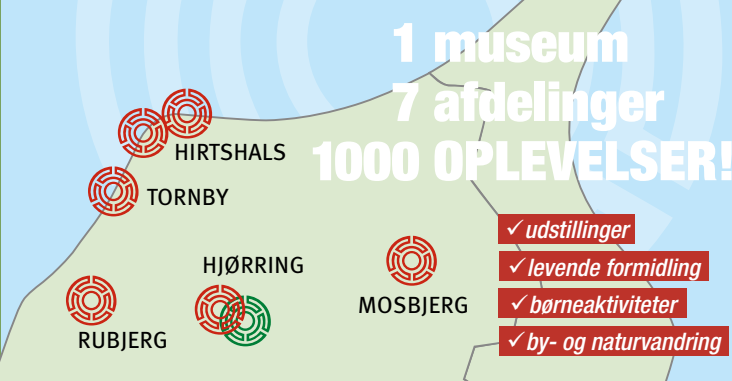 1 museum
7 afdelinger
1000 OPLEVELSER!
HIRTSHALS
TORNBY
HJØRRING
MOSBJERG
RUBJERG
✓ udstillinger
✓ levende formidling
✓ børneaktiviteter
✓ by- og naturvandring